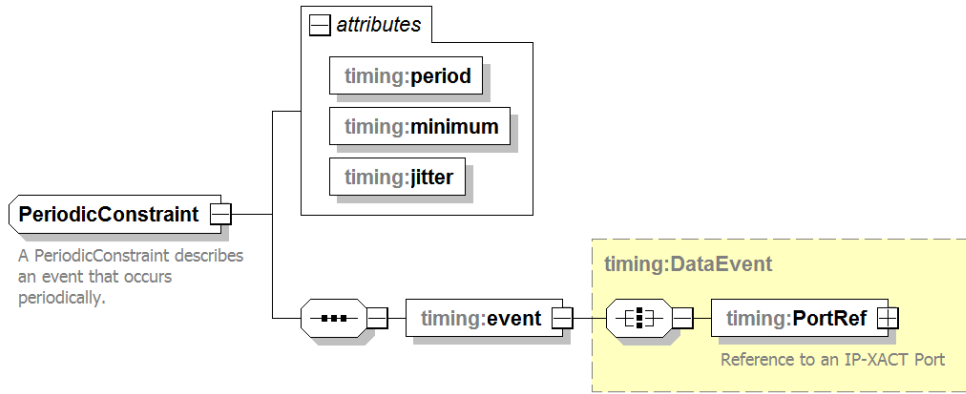 attributes
timing:period
timing:minimum
timing:jitter
PeriodicConstraint
A PeriodicConstraint describes
an event that occurs
periodically.
timing:DataEvent
timing:event
timing:PortRef
Reference to an IP-XACT Port